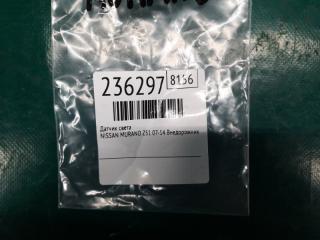 236297 8156
Датчик света
NISSAN MURANO Z51 07-14 Внедорожник